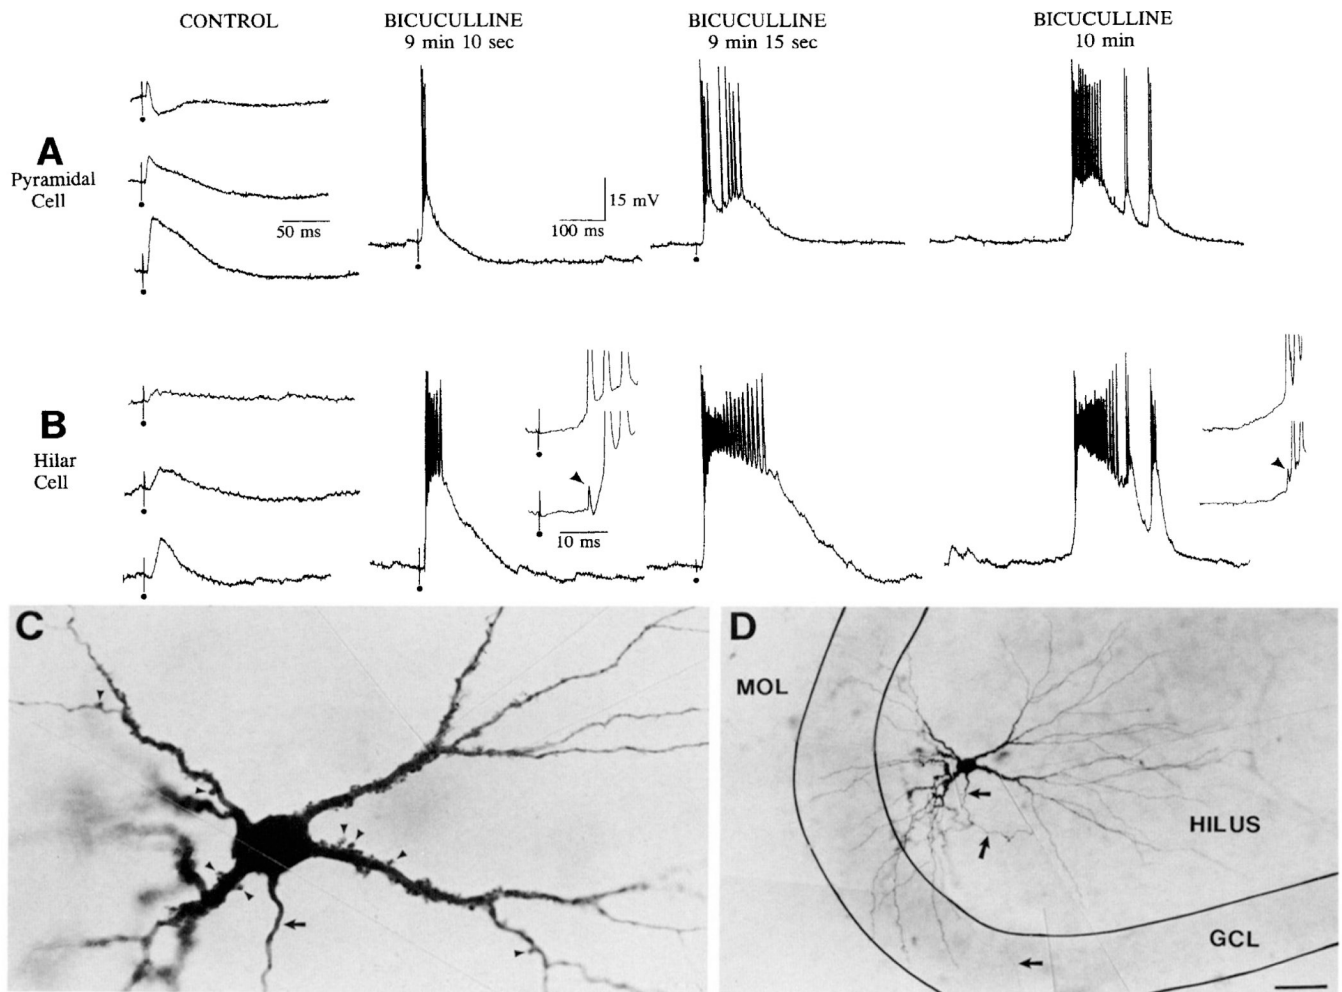 CONTROL
BICUCULLINE
9 min 10 sec
BICUCULLINE
9 min 15 sec
BICUCULLINE
10 min
A
Pyramidal
Cell
50 ms
15 mV
100 ms
B
Hilar
Cell
10 ms
C
D
MOL
HILUS
GCL